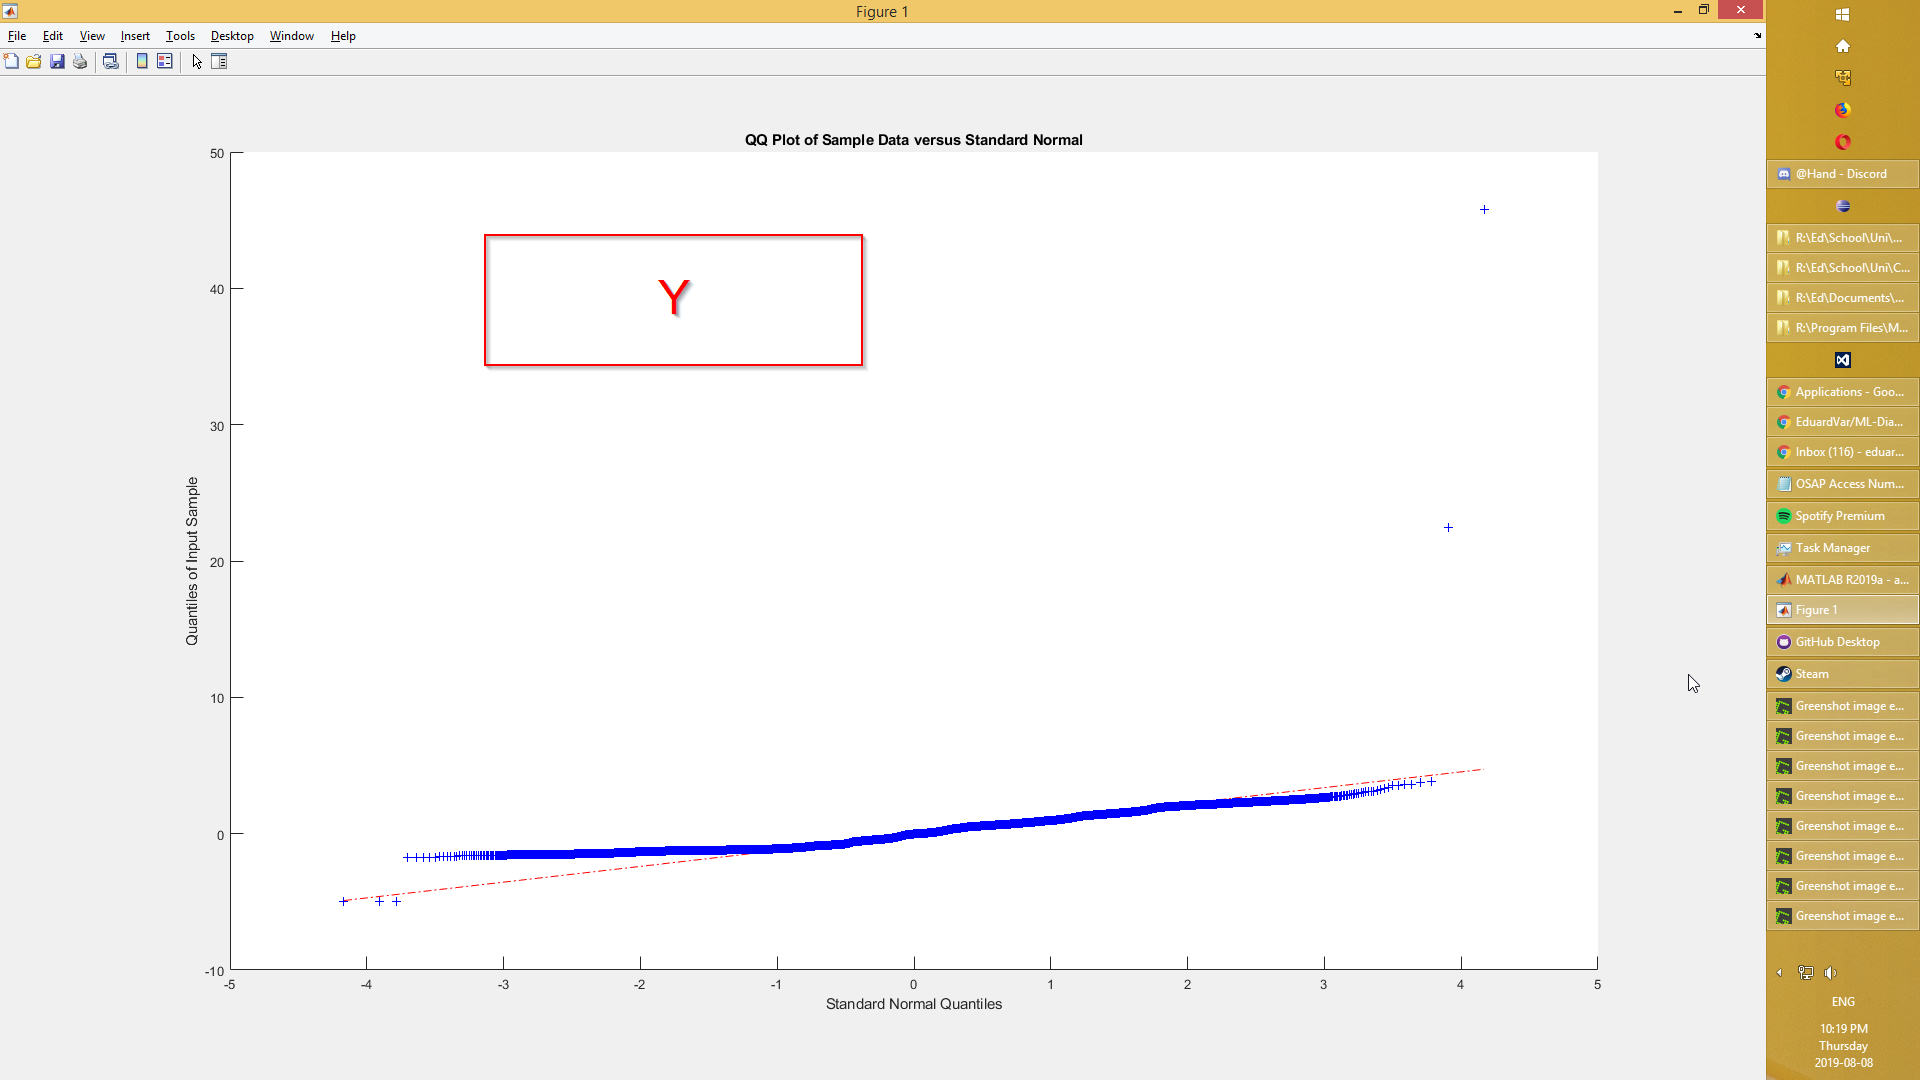 Figure 1
File Edit View Insert Tools Desktop Window Help
QQ Plot of Sample Data versus Standard Normal
Y
Quantiles of Input Sample
50
40
30
20
10
0
-10
-5 -4 -3 -2 -1 0 1 2 3 4 5
Standard Normal Quantiles
@Hand - Discord
R:\Ed\School\Uni\...
R:\Ed\School\Uni\C...
R:\Ed\Documents\...
R:\Program Files\M...
Applications - Goo...
EduardVar/ML-Dia...
Inbox (116) - eduar...
OSAP Access Num...
Spotify Premium
Task Manager
MATLAB R2019a - a...
Figure 1
GitHub Desktop
Steam
Greenshot image e...
Greenshot image e...
Greenshot image e...
Greenshot image e...
Greenshot image e...
Greenshot image e...
Greenshot image e...
Greenshot image e...
ENG
10:19 PM
Thursday
2019-08-08